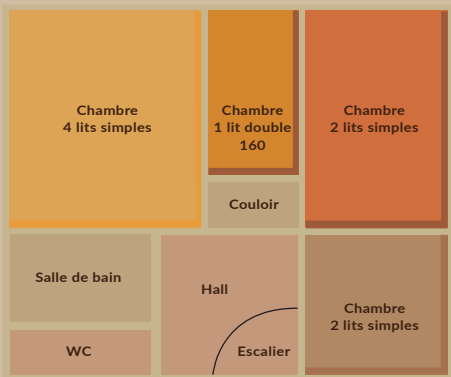 Chambre
4 lits simples
Chambre
1 lit double
160
Chambre
2 lits simples
Couloir
Salle de bain
Hall
Chambre
2 lits simples
WC
Escalier